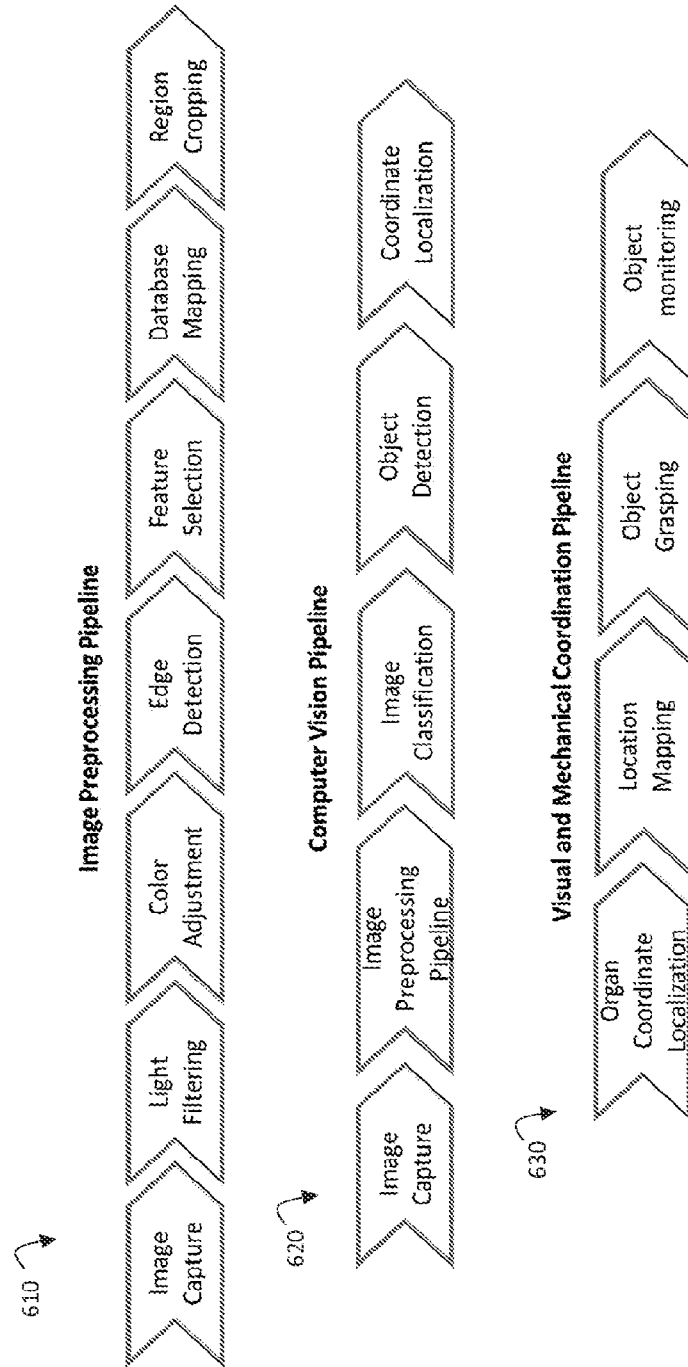 610
Image Preprocessing Pipeline
Image
Capture
Light
Filtering
Color
Adjustment
Edge
Detection
Feature
Selection
Database
Mapping
Region
Cropping
620
Computer Vision Pipeline
Image
Capture
Image
Preprocessing
Pipeline
Image
Classification
Object
Detection
Coordinate
Localization
630
Visual and Mechanical Coordination Pipeline
Organ
Coordinate
Localization
Location
Mapping
Object
Grasping
Object
monitoring